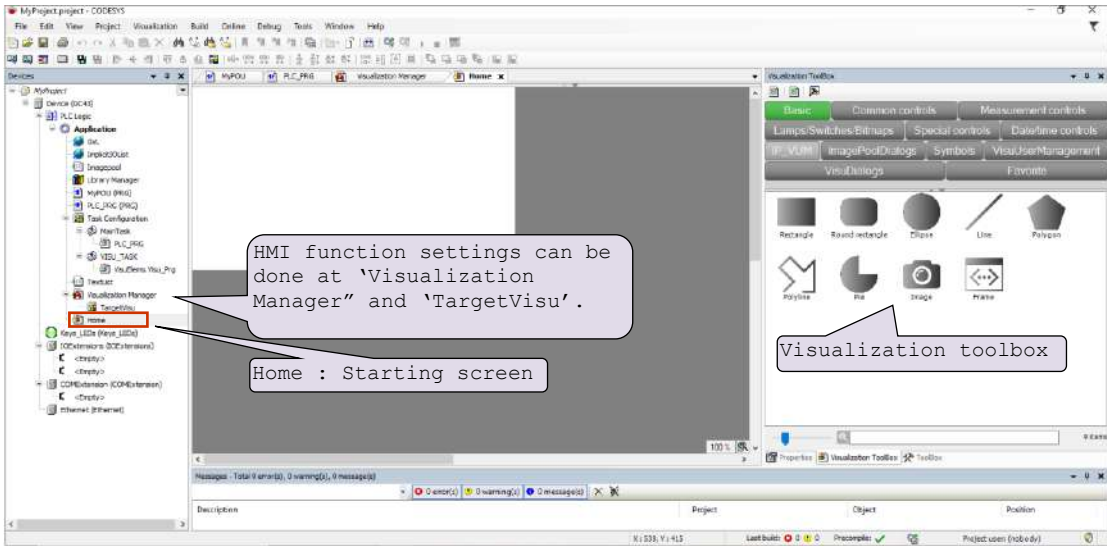 MyProject.project - CODESYS
File Edit View Project Visualization Build Online Debug Tools Window Help
Devices
MyPOU PLC_PRG Visualization Manager Home
Visualization ToolBox
MyProject
Device (GC4S)
PLC Logic
Application
GVL
ImplicitIOList
Imagepool
Library Manager
MyPOU (PRG)
PLC_PRG (PRG)
Task Configuration
MainTask
PLC_PRG
VISU_TASK
VisuElems.Visu_Prg
TextList
Visualization Manager
TargetVisu
Home
Keys_LEDs (Keys_LEDs)
IOExtensions (IOExtensions)
<Empty>
<Empty>
COMExtension (COMExtension)
<Empty>
Ethernet (Ethernet)
HMI function settings can be
done at ‘Visualization
Manager” and ‘TargetVisu’.
Home : Starting screen
Basic Common controls Measurement controls
Lamps/Switches/Bitmaps Special controls Date/time controls
IP_VUM ImagePoolDialogs Symbols VisuUserManagement
VisuDialogs Favorite
Rectangle Round rectangle Ellipse Line Polygon
Polyline Pie Image Frame
Visualization toolbox
100 %
Properties Visualization ToolBox ToolBox
Messages - Total 0 error(s), 0 warning(s), 0 message(s)
0 error(s) 0 warning(s) 0 message(s)
Description Project Object Position
X: 533, Y: 415 Last build: 0 0 Precompile: Project user: (nobody)